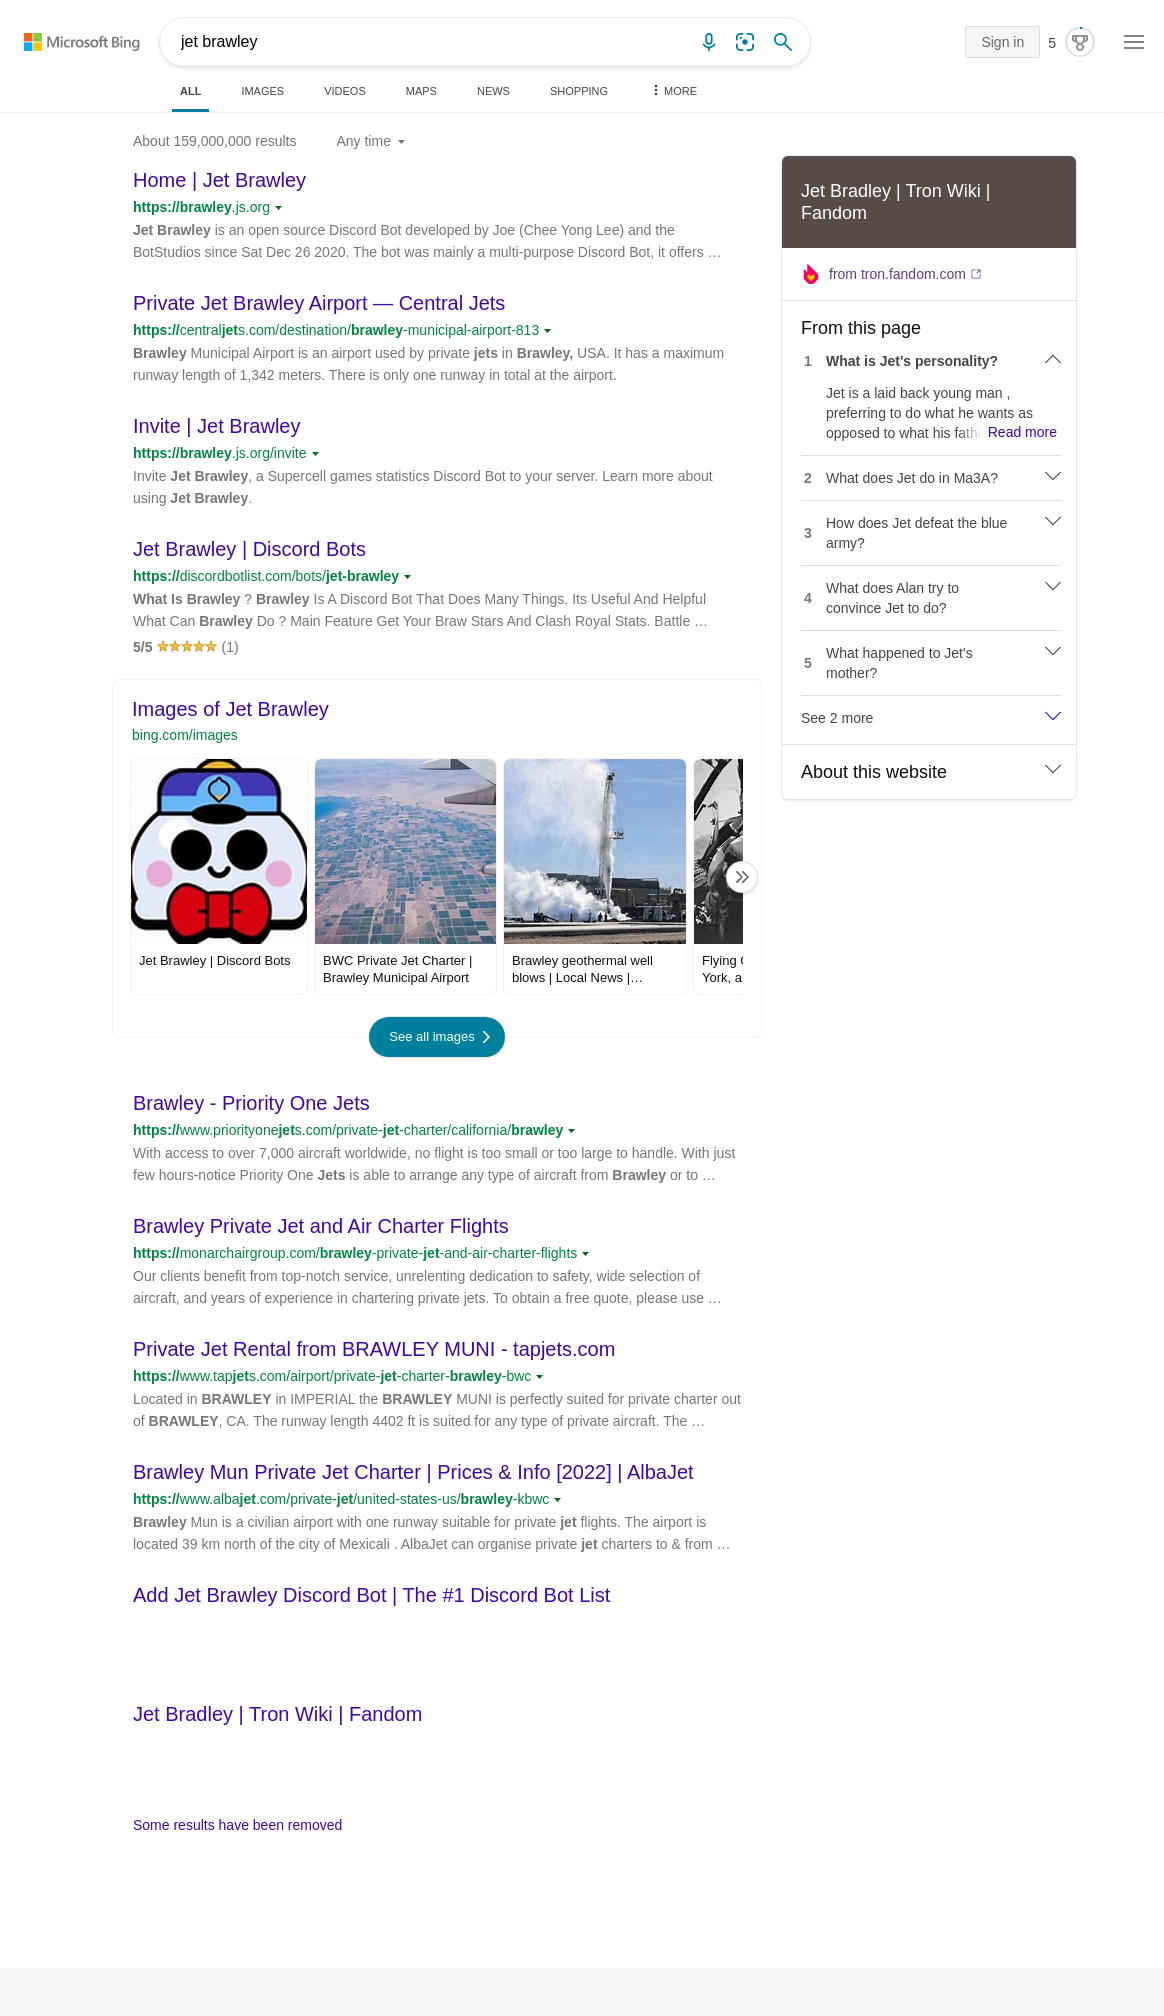 Microsoft Bing
jet brawley
Sign in
5
ALL
IMAGES
VIDEOS
MAPS
NEWS
SHOPPING
MORE
About 159,000,000 results
Any time
Home | Jet Brawley
https://brawley.js.org
Jet Brawley is an open source Discord Bot developed by Joe (Chee Yong Lee) and the
BotStudios since Sat Dec 26 2020. The bot was mainly a multi-purpose Discord Bot, it offers …
Private Jet Brawley Airport — Central Jets
https://centraljets.com/destination/brawley-municipal-airport-813
Brawley Municipal Airport is an airport used by private jets in Brawley, USA. It has a maximum
runway length of 1,342 meters. There is only one runway in total at the airport.
Invite | Jet Brawley
https://brawley.js.org/invite
Invite Jet Brawley, a Supercell games statistics Discord Bot to your server. Learn more about
using Jet Brawley.
Jet Brawley | Discord Bots
https://discordbotlist.com/bots/jet-brawley
What Is Brawley ? Brawley Is A Discord Bot That Does Many Things. Its Useful And Helpful
What Can Brawley Do ? Main Feature Get Your Braw Stars And Clash Royal Stats. Battle …
5/5 (1)
Images of Jet Brawley
bing.com/images
Jet Brawley | Discord Bots
BWC Private Jet Charter |
Brawley Municipal Airport
Brawley geothermal well
blows | Local News |…
Flying
York, a
See all images
Brawley - Priority One Jets
https://www.priorityonejets.com/private-jet-charter/california/brawley
With access to over 7,000 aircraft worldwide, no flight is too small or too large to handle. With just
few hours-notice Priority One Jets is able to arrange any type of aircraft from Brawley or to …
Brawley Private Jet and Air Charter Flights
https://monarchairgroup.com/brawley-private-jet-and-air-charter-flights
Our clients benefit from top-notch service, unrelenting dedication to safety, wide selection of
aircraft, and years of experience in chartering private jets. To obtain a free quote, please use …
Private Jet Rental from BRAWLEY MUNI - tapjets.com
https://www.tapjets.com/airport/private-jet-charter-brawley-bwc
Located in BRAWLEY in IMPERIAL the BRAWLEY MUNI is perfectly suited for private charter out
of BRAWLEY, CA. The runway length 4402 ft is suited for any type of private aircraft. The …
Brawley Mun Private Jet Charter | Prices & Info [2022] | AlbaJet
https://www.albajet.com/private-jet/united-states-us/brawley-kbwc
Brawley Mun is a civilian airport with one runway suitable for private jet flights. The airport is
located 39 km north of the city of Mexicali . AlbaJet can organise private jet charters to & from …
Add Jet Brawley Discord Bot | The #1 Discord Bot List
Jet Bradley | Tron Wiki | Fandom
Some results have been removed
Jet Bradley | Tron Wiki |
Fandom
from tron.fandom.com
From this page
1 What is Jet's personality?
Jet is a laid back young man ,
preferring to do what he wants as
opposed to what his fath Read more
2 What does Jet do in Ma3A?
3 How does Jet defeat the blue
army?
4 What does Alan try to
convince Jet to do?
5 What happened to Jet's
mother?
See 2 more
About this website